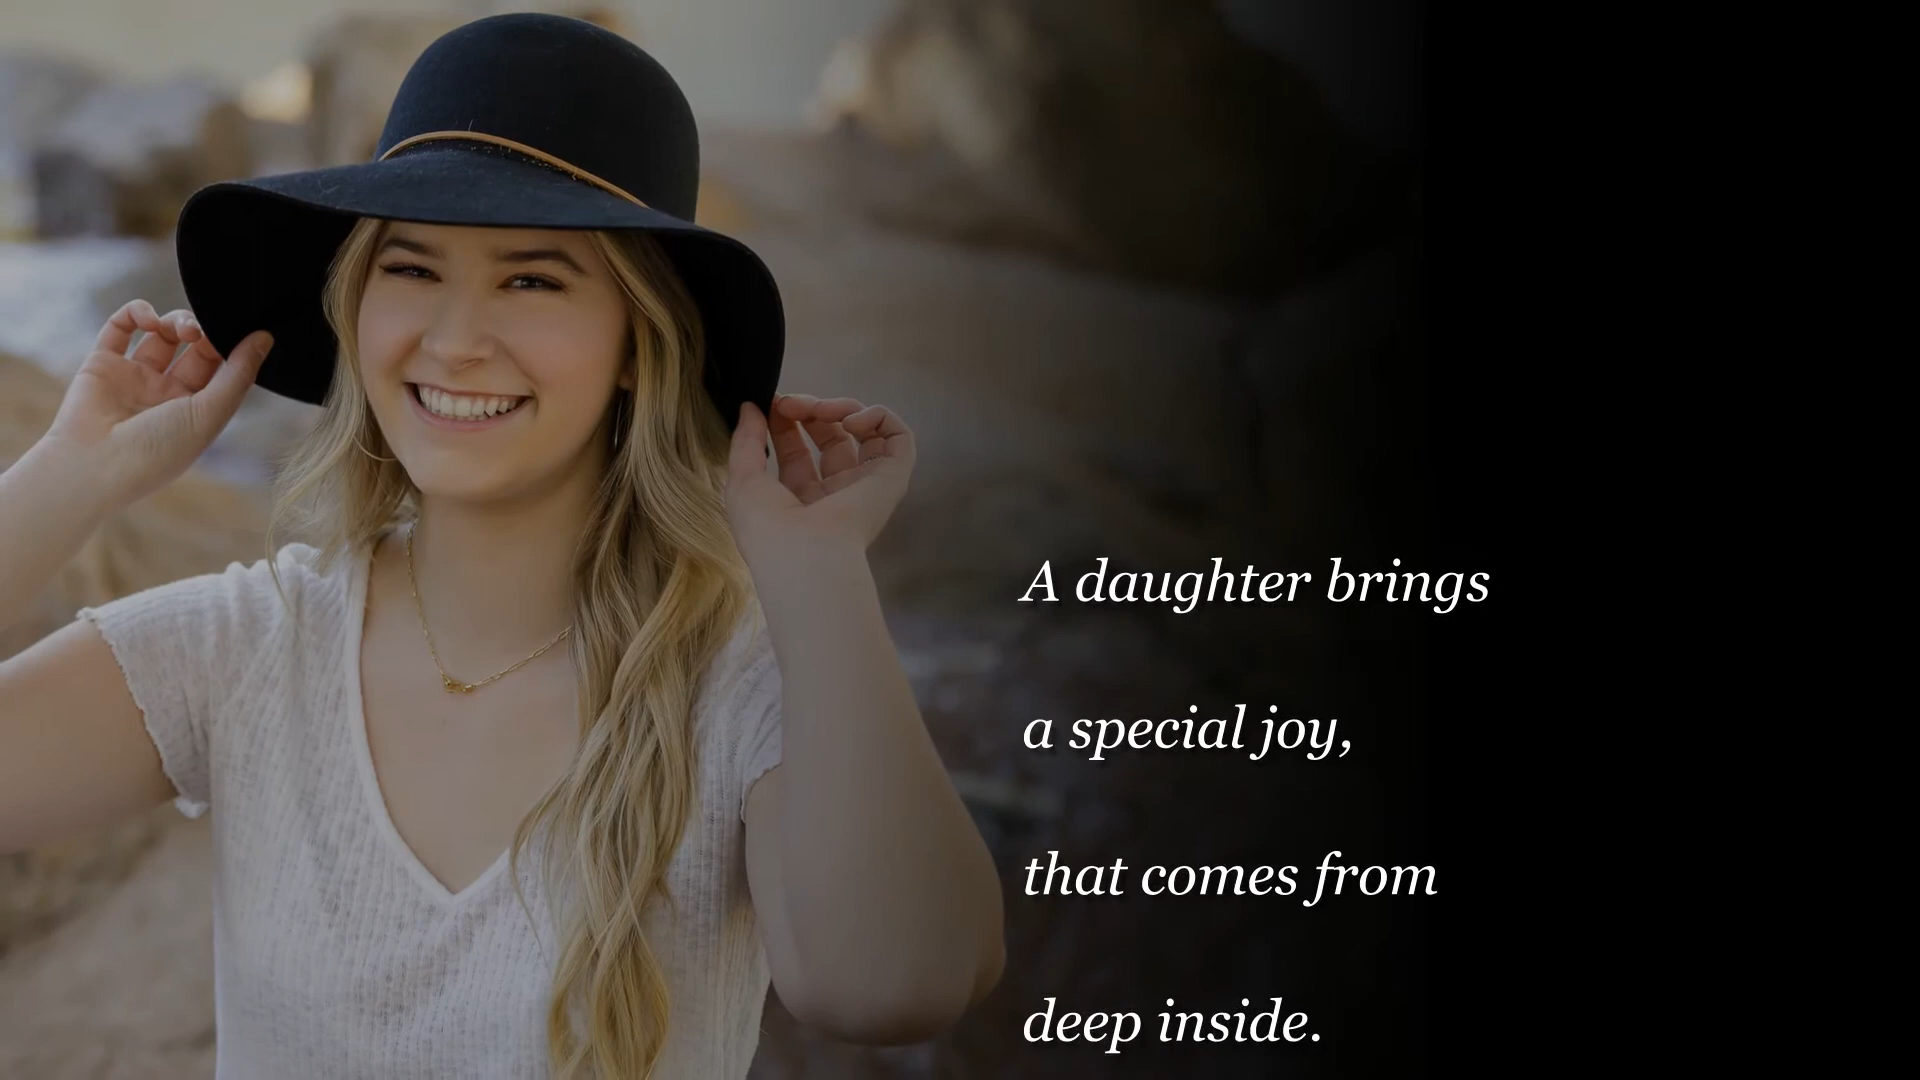 A daughter brings
a special joy,
that comes from
deep inside.